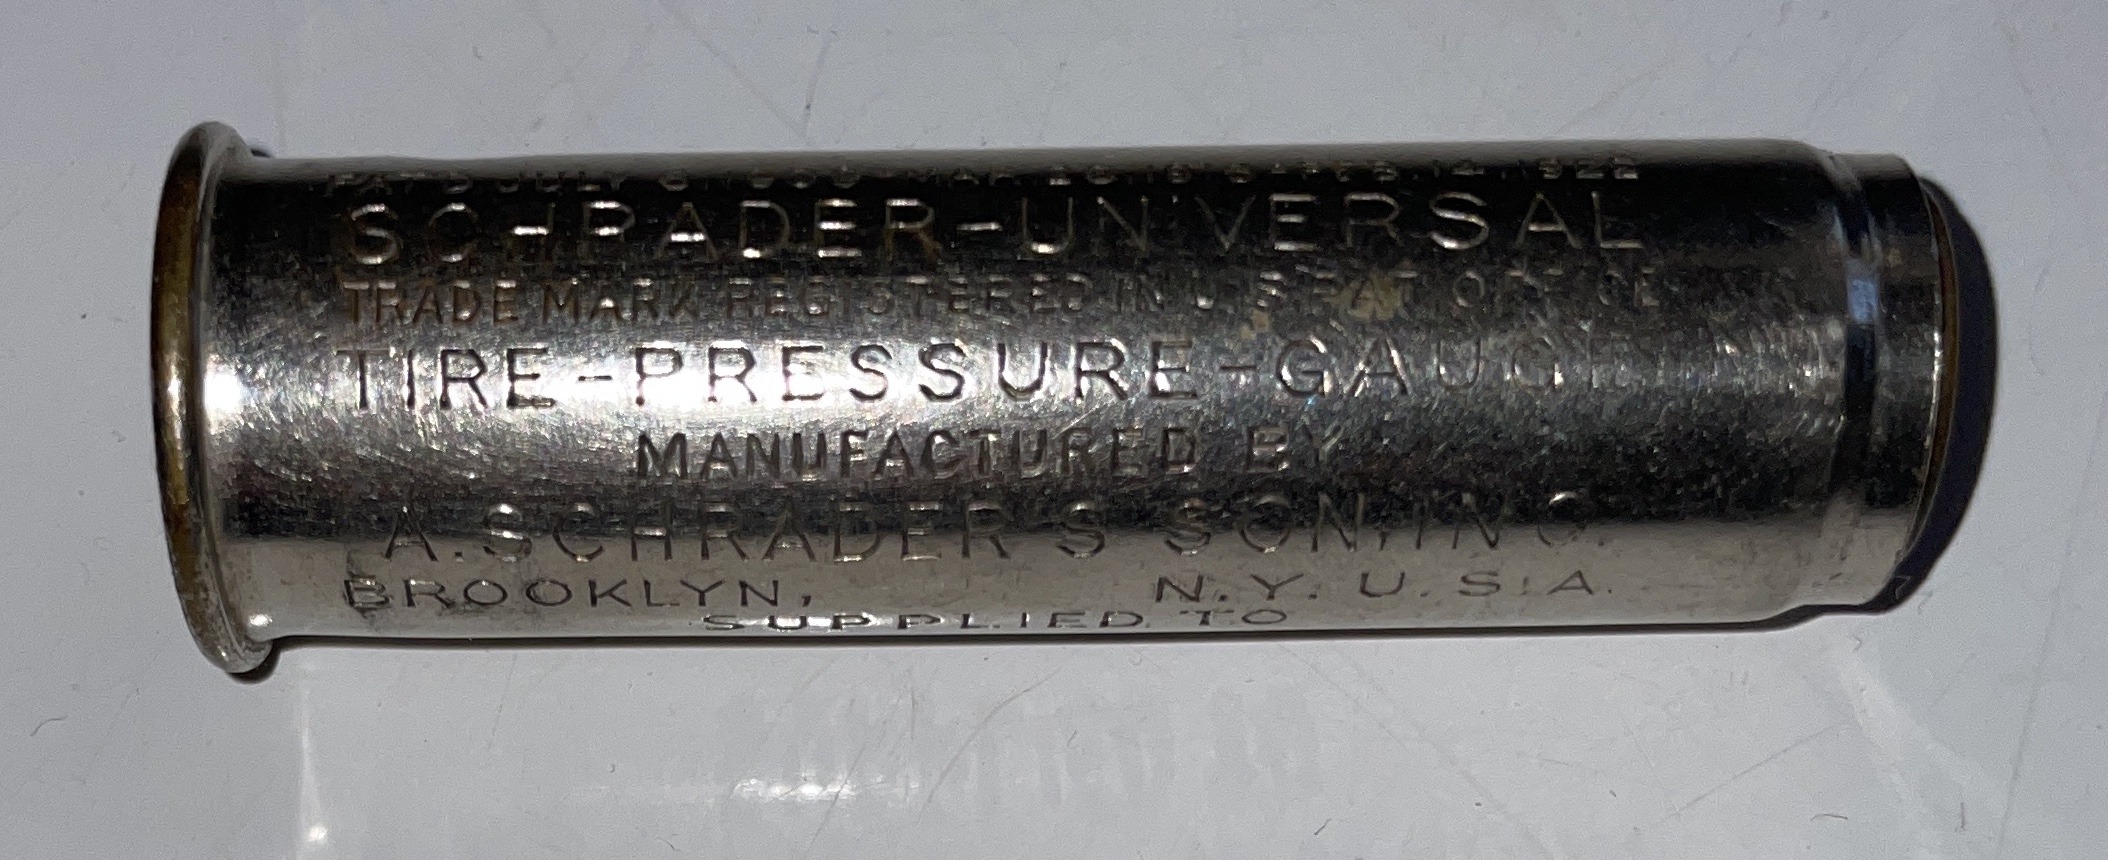 SCHRADER-UNIVERSAL
TRADE MARK REGISTERED IN U.S. PAT. OFFICE
TIRE-PRESSURE-GAUGE
MANUFACTURED BY
A. SCHRADER'S SON, INC.
BROOKLYN, N.Y. U.S.A.
SUPPLIED TO